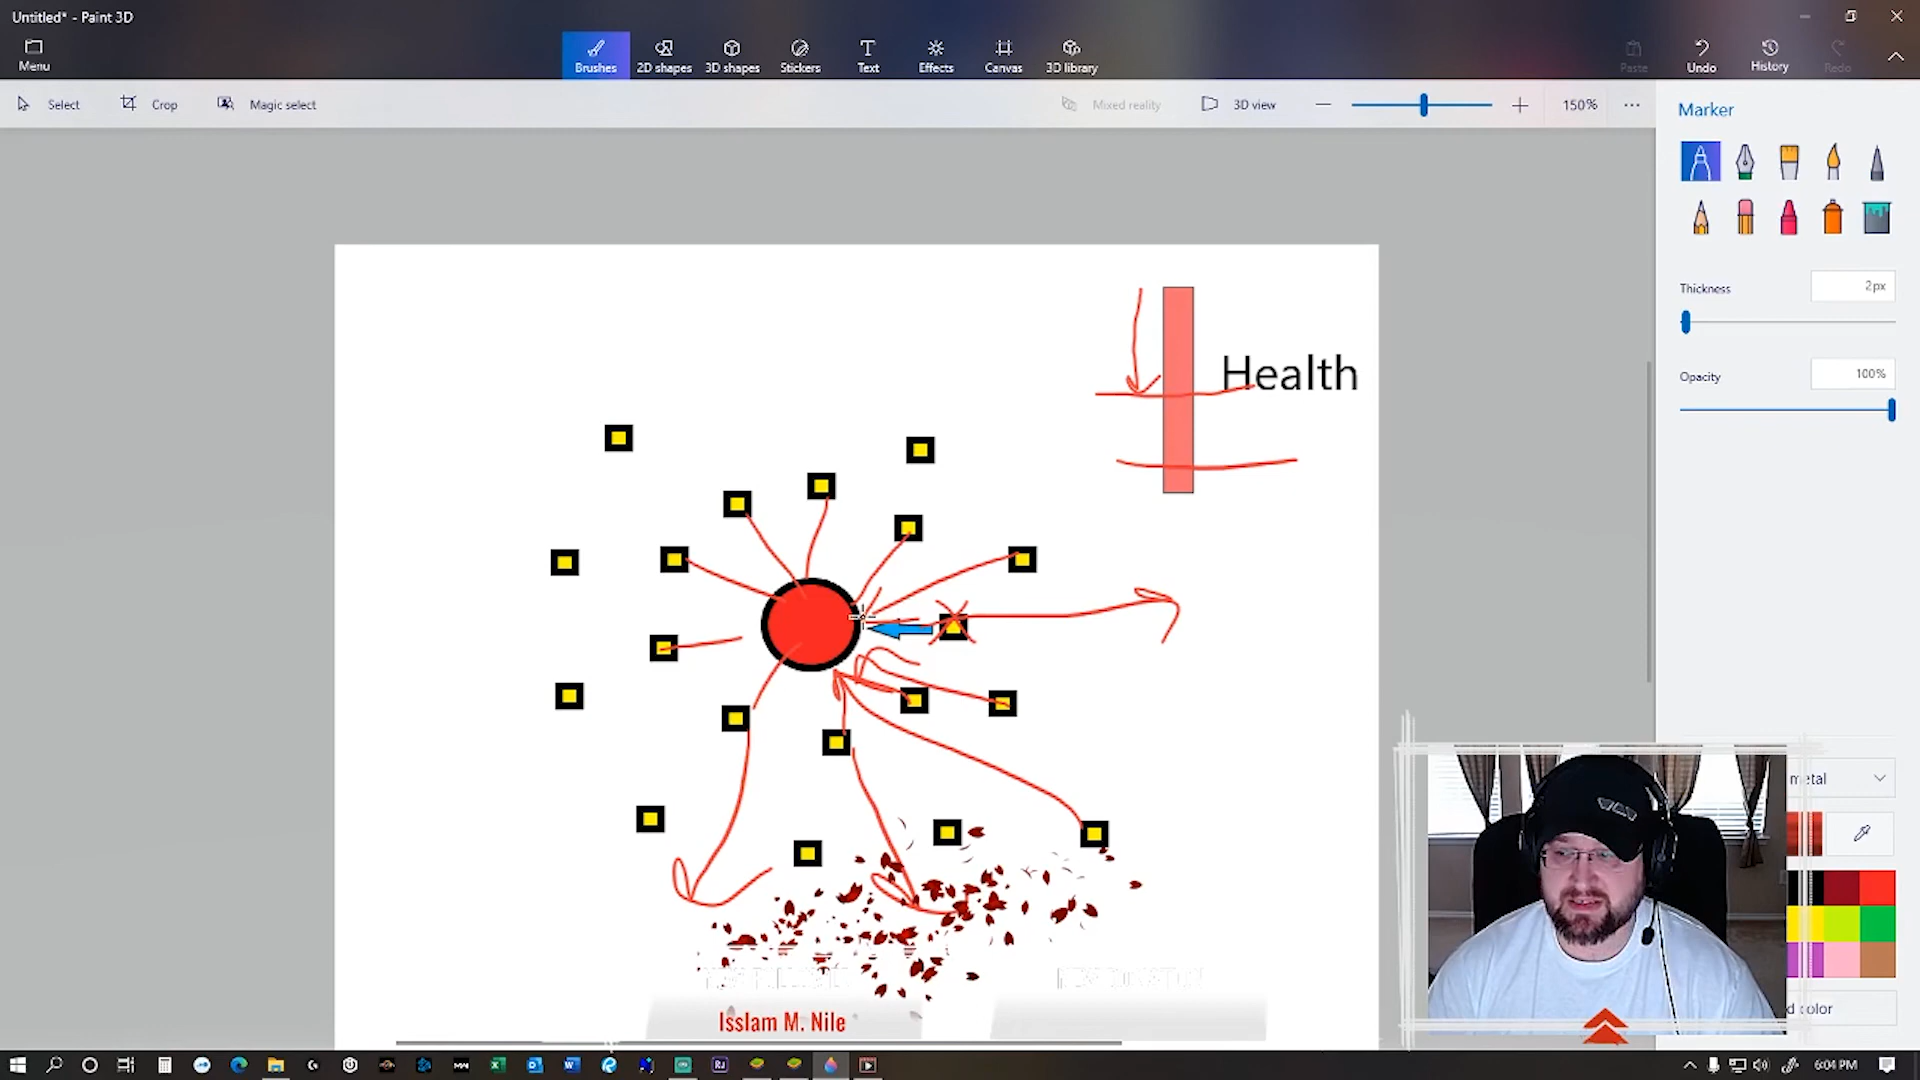 Untitled* - Paint 3D
Menu
Brushes
2D shapes
3D shapes
Stickers
Text
Effects
Canvas
3D library
Paste
Undo
History
Redo
Select
Crop
Magic select
Mixed reality
3D view
150%
Marker
Thickness
2px
Opacity
100%
Health
metal
d color
Isslam M. Nile
6:04 PM